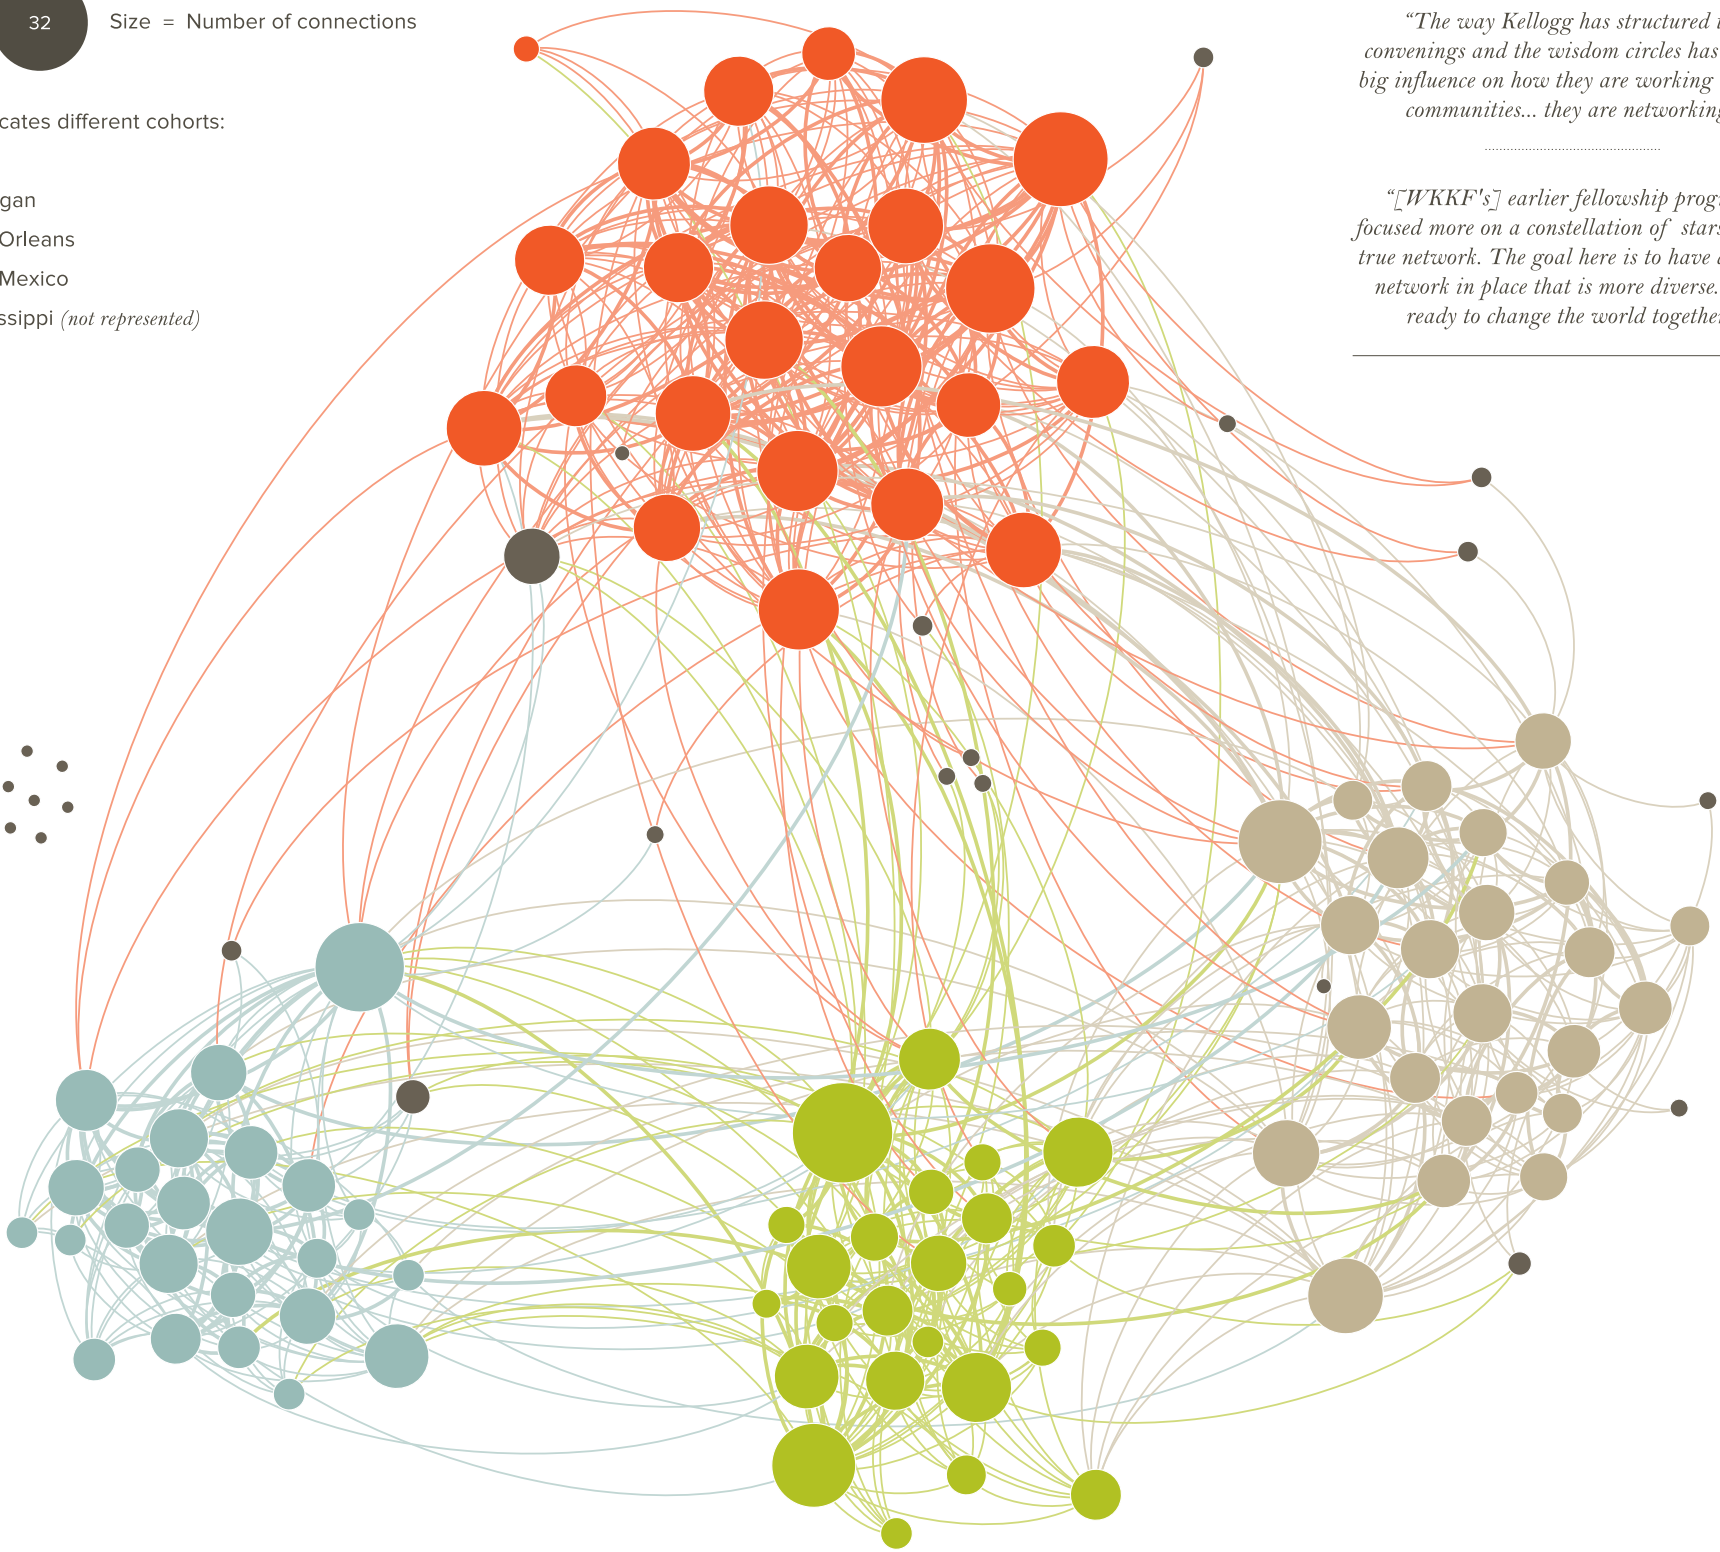 32
Size = Number of connections
cates different cohorts:
gan
Orleans
Mexico
ssippi (not represented)
“The way Kellogg has structured
convenings and the wisdom circles has
big influence on how they are working
communities... they are networking
“[WKKF's] earlier fellowship prog
focused more on a constellation of stars
true network. The goal here is to have
network in place that is more diverse.
ready to change the world together